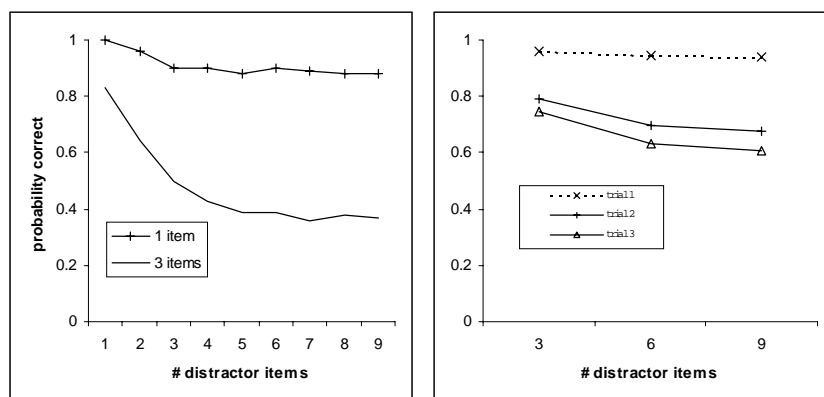 1
0.8
0.6
0.4
0.2
0
probability correct
1 item
3 items
1 2 3 4 5 6 7 8 9
# distractor items
1
0.8
0.6
0.4
0.2
0
trial1
trial2
trial3
3 6 9
# distractor items